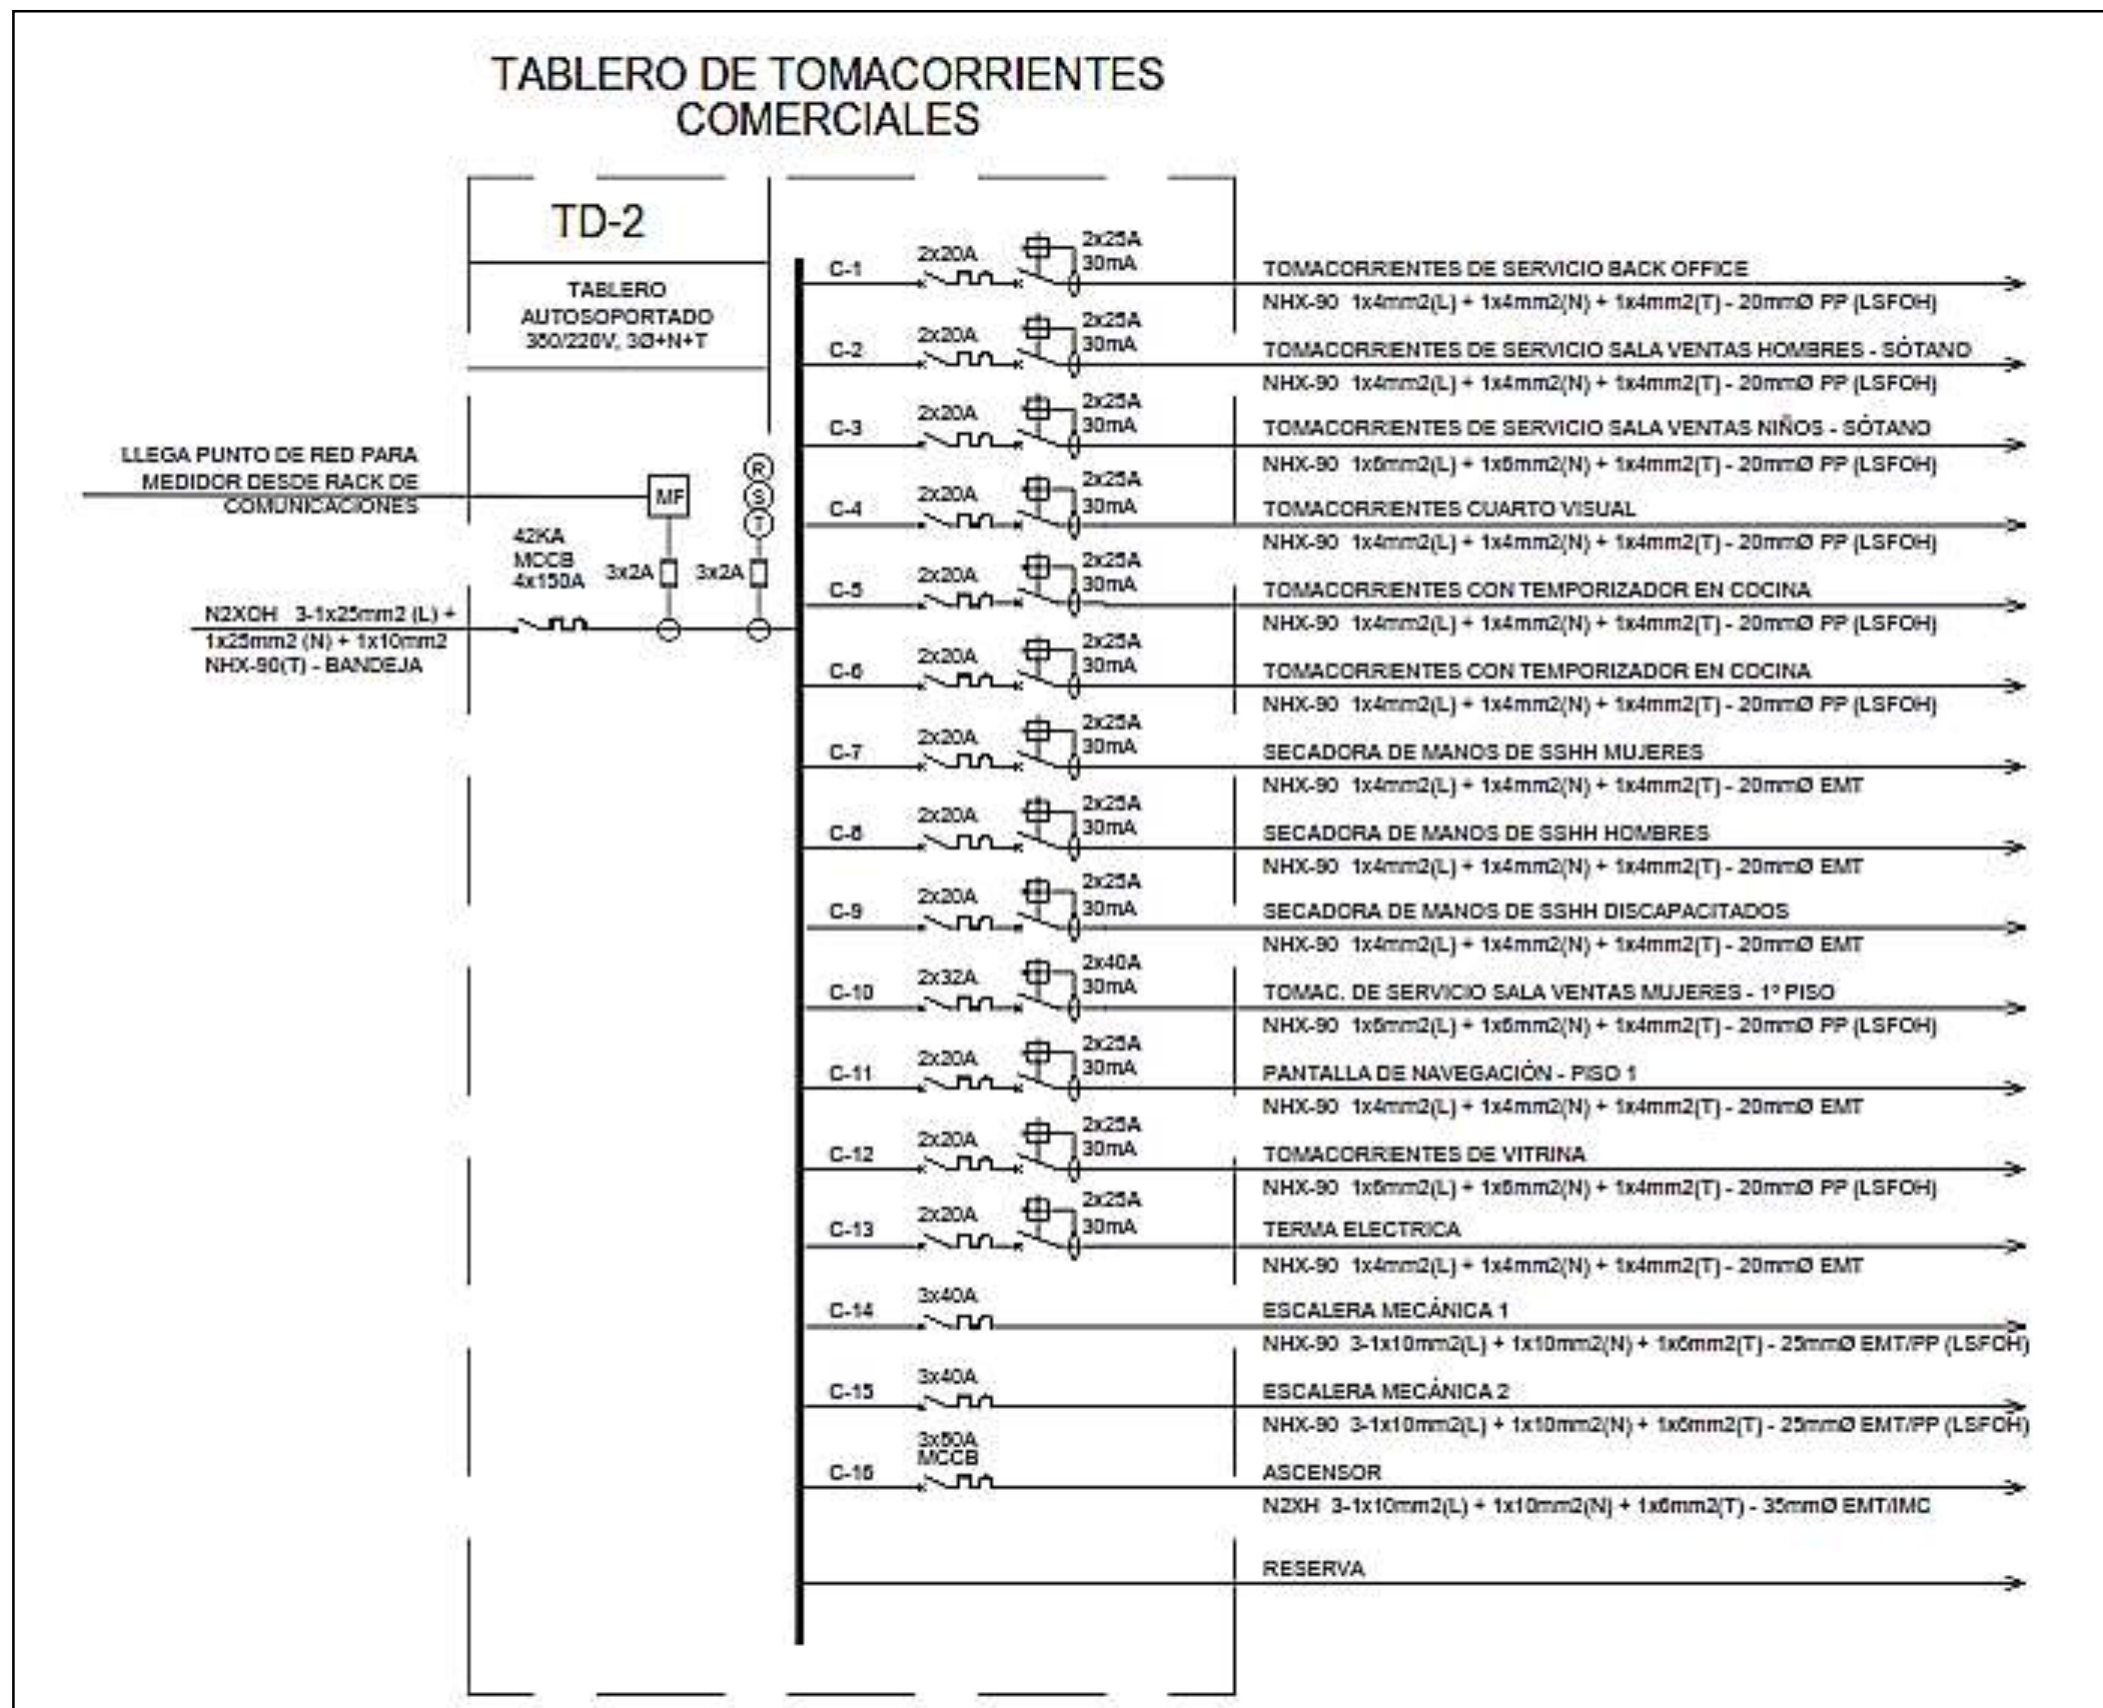 TABLERO DE TOMACORRIENTES
COMERCIALES
TD-2
TABLERO
AUTOSOPORTADO
380/220V, 3Ø+N+T
LLEGA PUNTO DE RED PARA
MEDIDOR DESDE RACK DE
COMUNICACIONES
MF
R
S
T
42KA
MCCB
4x150A
3x2A
3x2A
N2XOH 3-1x25mm2 (L) +
1x25mm2 (N) + 1x10mm2
NHX-90(T) - BANDEJA
C-1 2x20A 2x25A
30mA
TOMACORRIENTES DE SERVICIO BACK OFFICE
NHX-90 1x4mm2(L) + 1x4mm2(N) + 1x4mm2(T) - 20mmØ PP (LSFOH)
C-2 2x20A 2x25A
30mA
TOMACORRIENTES DE SERVICIO SALA VENTAS HOMBRES - SÓTANO
NHX-90 1x4mm2(L) + 1x4mm2(N) + 1x4mm2(T) - 20mmØ PP (LSFOH)
C-3 2x20A 2x25A
30mA
TOMACORRIENTES DE SERVICIO SALA VENTAS NIÑOS - SÓTANO
NHX-90 1x6mm2(L) + 1x6mm2(N) + 1x4mm2(T) - 20mmØ PP (LSFOH)
C-4 2x20A 2x25A
30mA
TOMACORRIENTES CUARTO VISUAL
NHX-90 1x4mm2(L) + 1x4mm2(N) + 1x4mm2(T) - 20mmØ PP (LSFOH)
C-5 2x20A 2x25A
30mA
TOMACORRIENTES CON TEMPORIZADOR EN COCINA
NHX-90 1x4mm2(L) + 1x4mm2(N) + 1x4mm2(T) - 20mmØ PP (LSFOH)
C-6 2x20A 2x25A
30mA
TOMACORRIENTES CON TEMPORIZADOR EN COCINA
NHX-90 1x4mm2(L) + 1x4mm2(N) + 1x4mm2(T) - 20mmØ PP (LSFOH)
C-7 2x20A 2x25A
30mA
SECADORA DE MANOS DE SSHH MUJERES
NHX-90 1x4mm2(L) + 1x4mm2(N) + 1x4mm2(T) - 20mmØ EMT
C-8 2x20A 2x25A
30mA
SECADORA DE MANOS DE SSHH HOMBRES
NHX-90 1x4mm2(L) + 1x4mm2(N) + 1x4mm2(T) - 20mmØ EMT
C-9 2x20A 2x25A
30mA
SECADORA DE MANOS DE SSHH DISCAPACITADOS
NHX-90 1x4mm2(L) + 1x4mm2(N) + 1x4mm2(T) - 20mmØ EMT
C-10 2x32A 2x40A
30mA
TOMAC. DE SERVICIO SALA VENTAS MUJERES - 1º PISO
NHX-90 1x6mm2(L) + 1x6mm2(N) + 1x4mm2(T) - 20mmØ PP (LSFOH)
C-11 2x20A 2x25A
30mA
PANTALLA DE NAVEGACIÓN - PISO 1
NHX-90 1x4mm2(L) + 1x4mm2(N) + 1x4mm2(T) - 20mmØ EMT
C-12 2x20A 2x25A
30mA
TOMACORRIENTES DE VITRINA
NHX-90 1x6mm2(L) + 1x6mm2(N) + 1x4mm2(T) - 20mmØ PP (LSFOH)
C-13 2x20A 2x25A
30mA
TERMA ELECTRICA
NHX-90 1x4mm2(L) + 1x4mm2(N) + 1x4mm2(T) - 20mmØ EMT
C-14 3x40A
ESCALERA MECÁNICA 1
NHX-90 3-1x10mm2(L) + 1x10mm2(N) + 1x6mm2(T) - 25mmØ EMT/PP (LSFOH)
C-15 3x40A
ESCALERA MECÁNICA 2
NHX-90 3-1x10mm2(L) + 1x10mm2(N) + 1x6mm2(T) - 25mmØ EMT/PP (LSFOH)
C-16
MCCB
ASCENSOR
N2XH 3-1x10mm2(L) + 1x10mm2(N) + 1x6mm2(T) - 35mmØ EMT/IMC
RESERVA